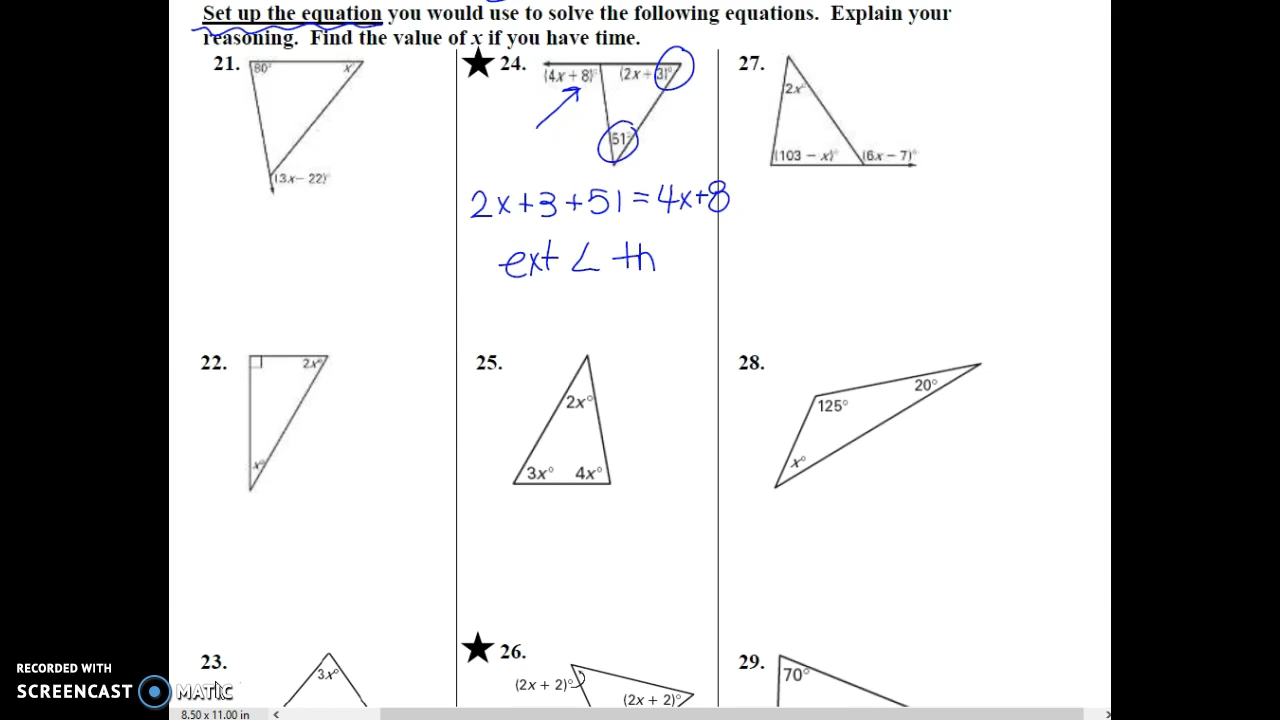 Set up the equation you would use to solve the following equations. Explain your
reasoning. Find the value of x if you have time.
21.
80°
x°
(3x – 22)°
★ 24.
(4x + 8)°
(2x + 3)°
51°
2x+3+51=4x+8
ext < th
27.
2x°
(103 – x)°
(6x – 7)°
22.
2x°
x°
25.
2x°
3x°
4x°
28.
125°
20°
x°
23.
3x°
★ 26.
(2x + 2)°
(2x + 2)°
29.
70°
RECORDED WITH
SCREENCAST MATIC
8.50 x 11.00 in